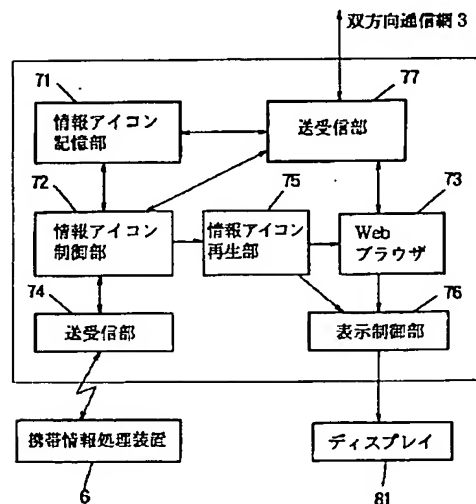 双方向通信網 3
71
77
情報アイコン
記憶部
送受信部
72
75
73
情報アイコン
制御部
情報アイコン
再生部
Web
ブラウザ
74
76
送受信部
表示制御部
携帯情報処理装置
ディスプレイ
6
81